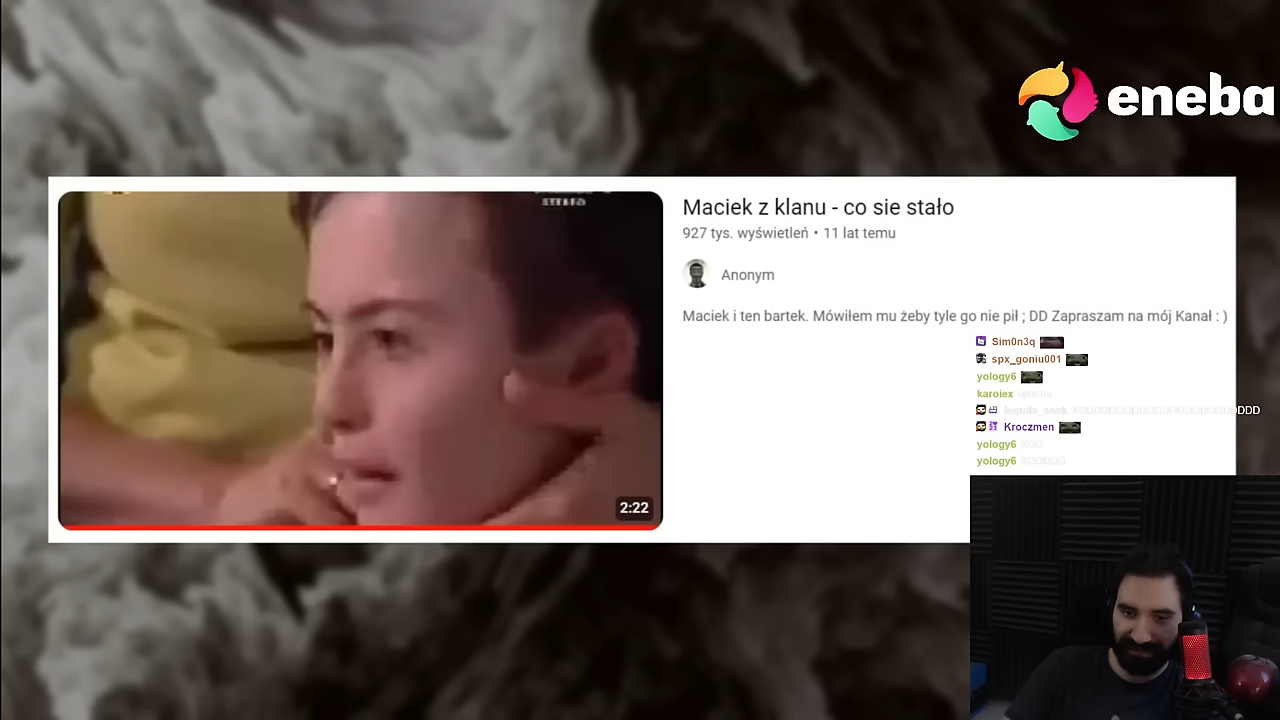 eneba
Maciek z klanu - co sie stało
927 tys. wyświetleń • 11 lat temu
Anonym
Maciek i ten bartek. Mówiłem mu żeby tyle go nie pił ; DD Zapraszam na mój Kanał : )
2:22
Sim0n3q
spx_goniu001
yology6
karoiex
Kroczmen
yology6 XDD
yology6